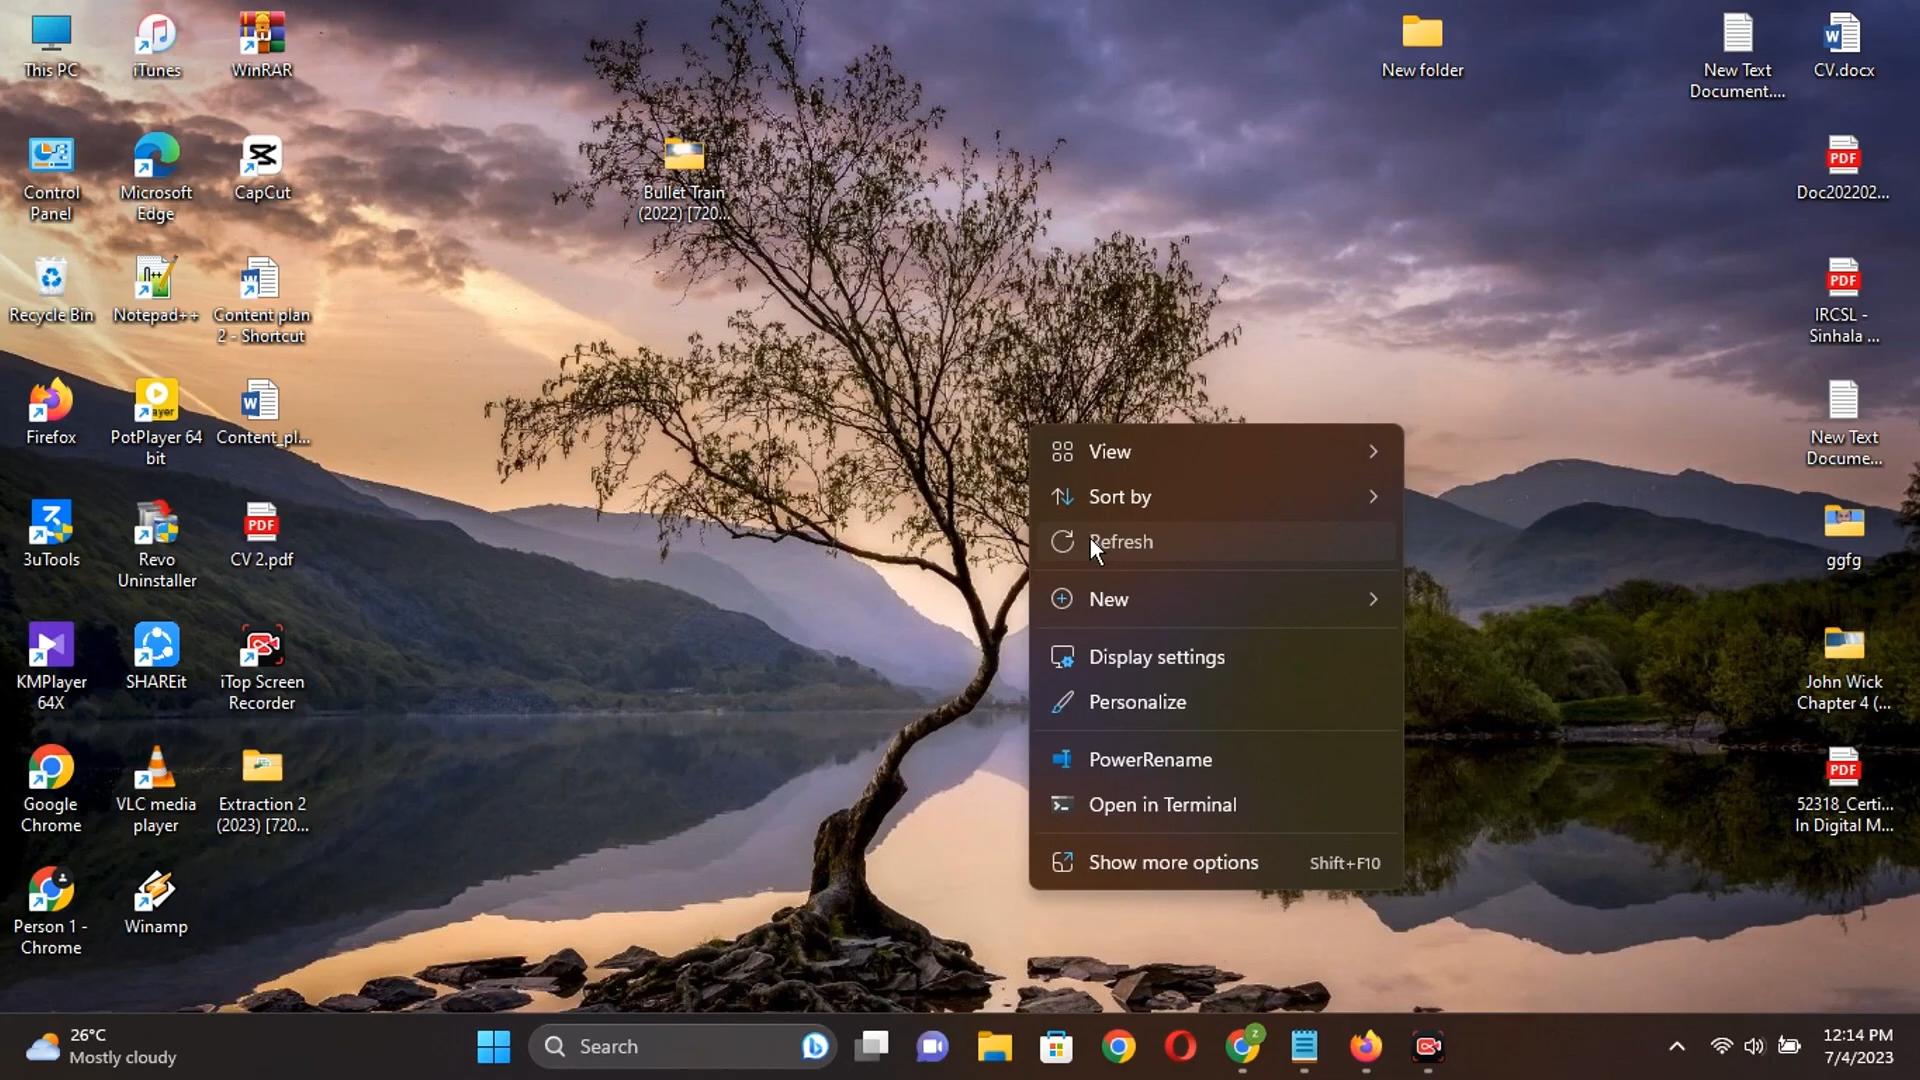 This PC
iTunes
WinRAR
Control
Panel
Microsoft
Edge
CapCut
Recycle Bin
Notepad++
Content plan
2 - Shortcut
Firefox
PotPlayer 64
bit
Content_pl...
3uTools
Revo
Uninstaller
CV 2.pdf
KMPlayer
64X
SHAREit
iTop Screen
Recorder
Google
Chrome
VLC media
player
Extraction 2
(2023) [720...
Person 1 -
Chrome
Winamp
Bullet Train
(2022) [720...
New folder
New Text
Document....
CV.docx
PDF
Doc202202...
PDF
IRCSL -
Sinhala ...
New Text
Docume...
ggfg
John Wick
Chapter 4 (...
PDF
52318_Certi...
In Digital M...
View
Sort by
Refresh
New
Display settings
Personalize
PowerRename
Open in Terminal
Show more options Shift+F10
26°C
Mostly cloudy
Search
12:14 PM
7/4/2023